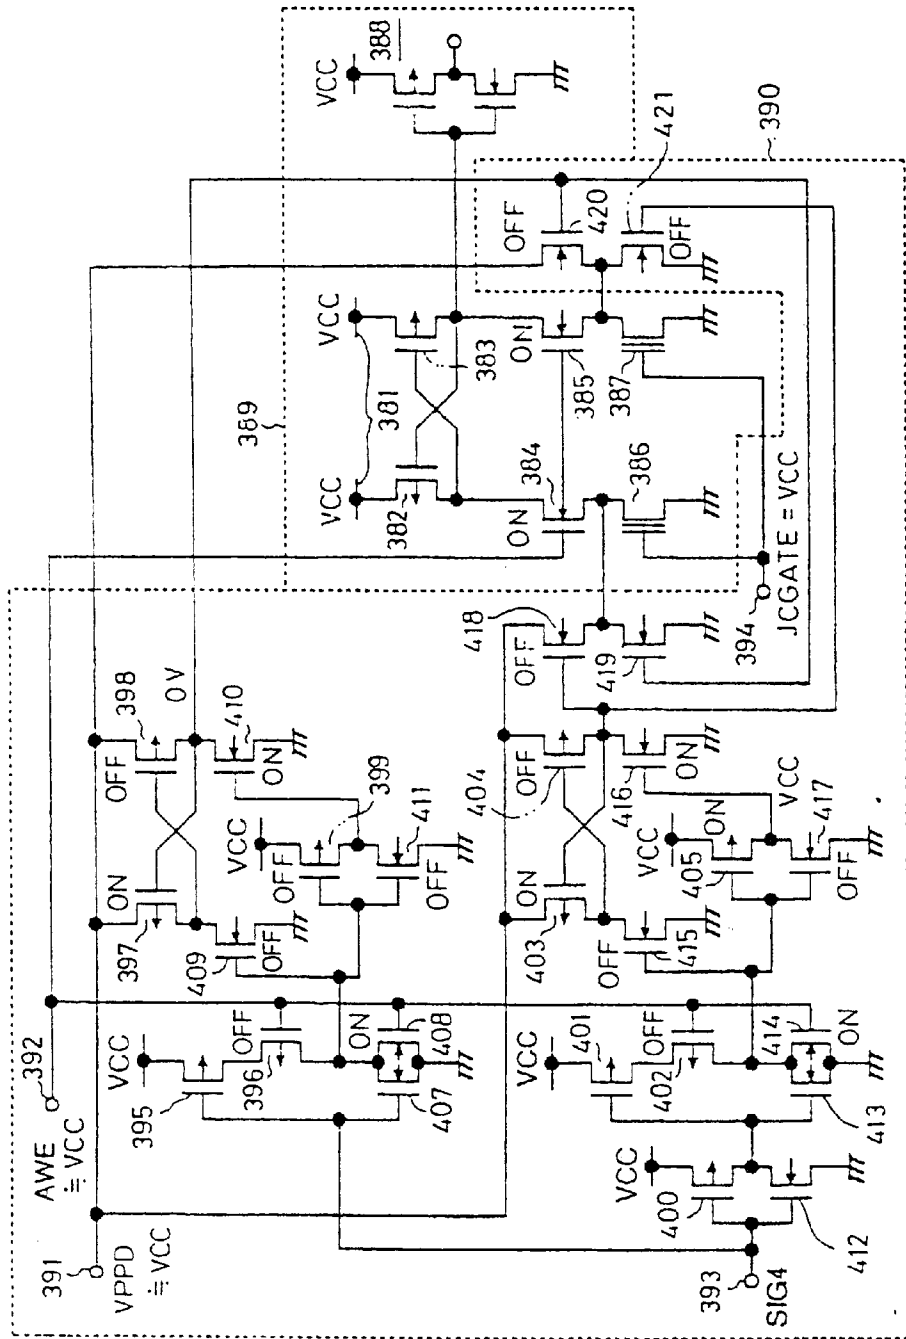 391
VPPD
≒ VCC
AWE
≒ VCC
392
VCC
395
396
OFF
ON
408
407
397
ON
OFF
398
0V
409
OFF
410
ON
VCC
OFF
399
OFF
411
389
VCC
VCC
381
382
383
384
ON
ON
385
386
387
VCC
388
OFF
420
421
OFF
390
393
SIG4
VCC
400
412
VCC
401
OFF
402
414
ON
413
ON
403
OFF
404
OFF
415
416
ON
VCC
ON
405
VCC
OFF
417
418
OFF
419
394
JCGATE = VCC